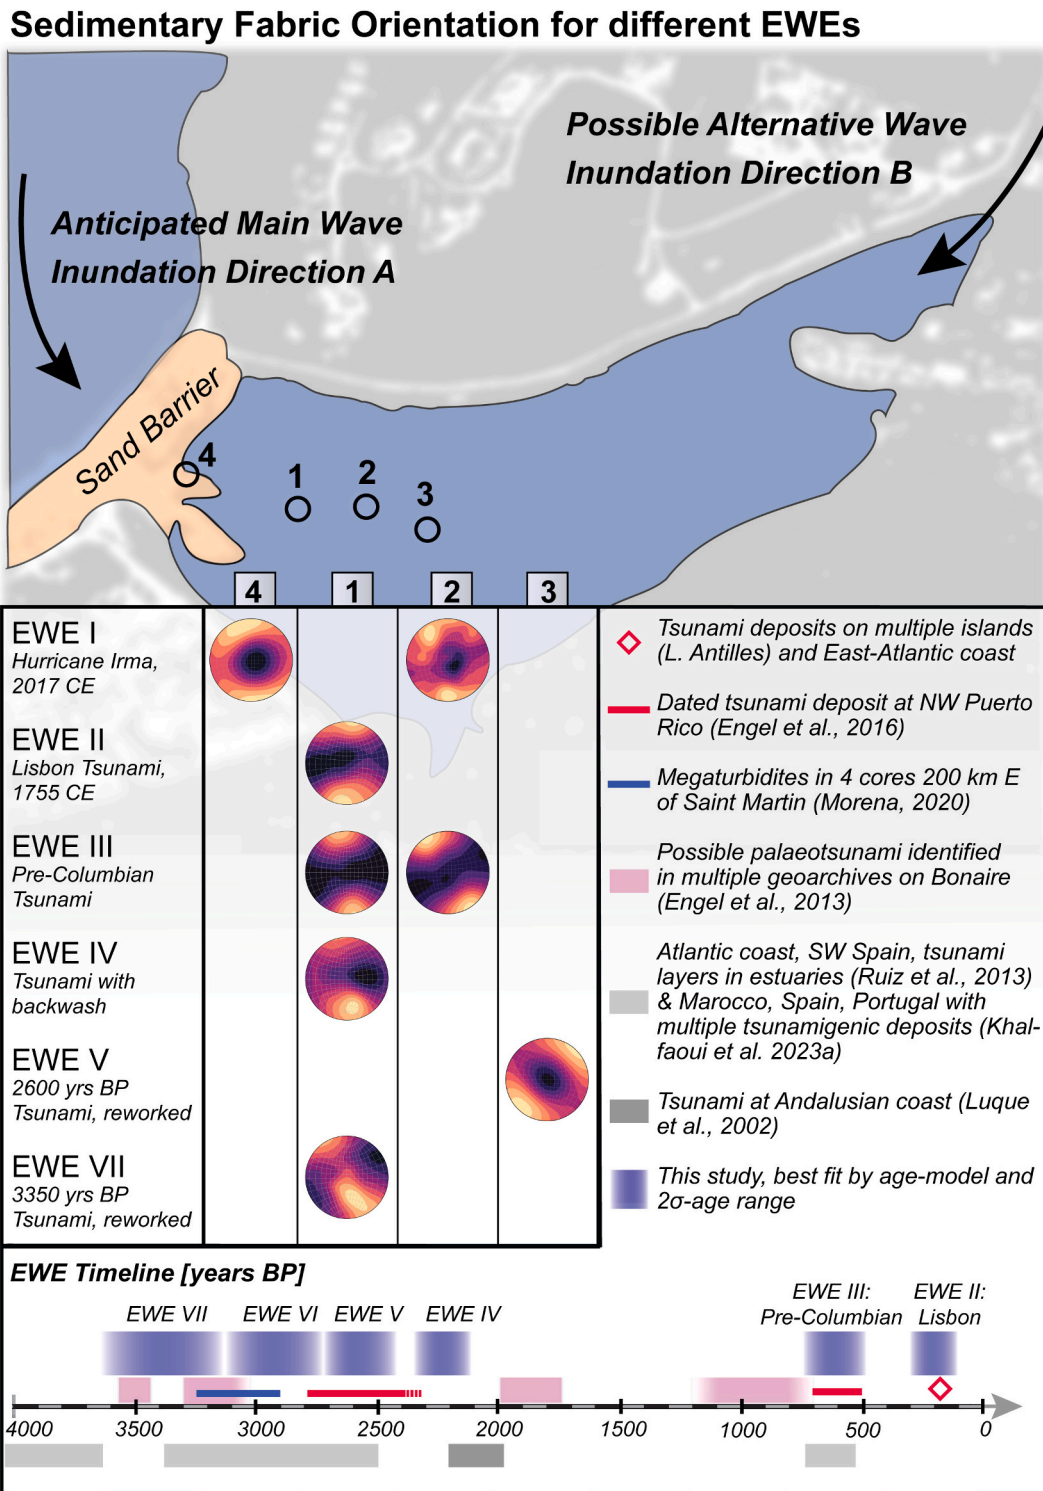 Sedimentary Fabric Orientation for different EWEs
Possible Alternative Wave
Inundation Direction B
Anticipated Main Wave
Inundation Direction A
Sand Barrier
4
1
2
3
4
1
2
3
EWE I
Hurricane Irma,
2017 CE
EWE II
Lisbon Tsunami,
1755 CE
EWE III
Pre-Columbian
Tsunami
EWE IV
Tsunami with
backwash
EWE V
2600 yrs BP
Tsunami, reworked
EWE VII
3350 yrs BP
Tsunami, reworked
Tsunami deposits on multiple islands
(L. Antilles) and East-Atlantic coast
Dated tsunami deposit at NW Puerto
Rico (Engel et al., 2016)
Megaturbidites in 4 cores 200 km E
of Saint Martin (Morena, 2020)
Possible palaeotsunami identified
in multiple geoarchives on Bonaire
(Engel et al., 2013)
Atlantic coast, SW Spain, tsunami
layers in estuaries (Ruiz et al., 2013)
& Marocco, Spain, Portugal with
multiple tsunamigenic deposits (Khal-
faoui et al. 2023a)
Tsunami at Andalusian coast (Luque
et al., 2002)
This study, best fit by age-model and
2σ-age range
EWE Timeline [years BP]
EWE VII
EWE VI
EWE V
EWE IV
EWE III:
Pre-Columbian
EWE II:
Lisbon
4000
3500
3000
2500
2000
1500
1000
500
0